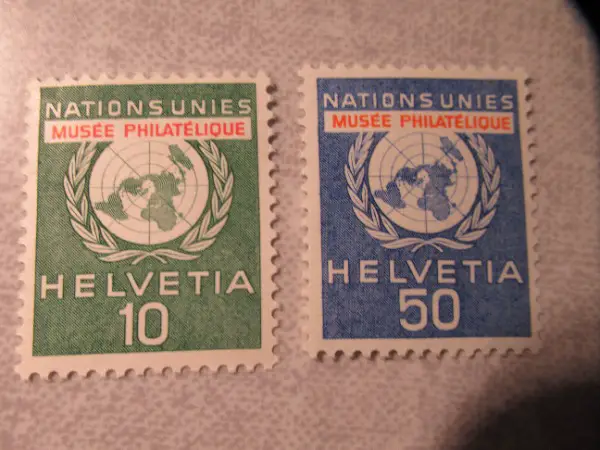 NATIONS UNIES
MUSÉE PHILATÉLIQUE
HELVETIA
10
NATIONS UNIES
MUSÉE PHILATÉLIQUE
HELVETIA
50